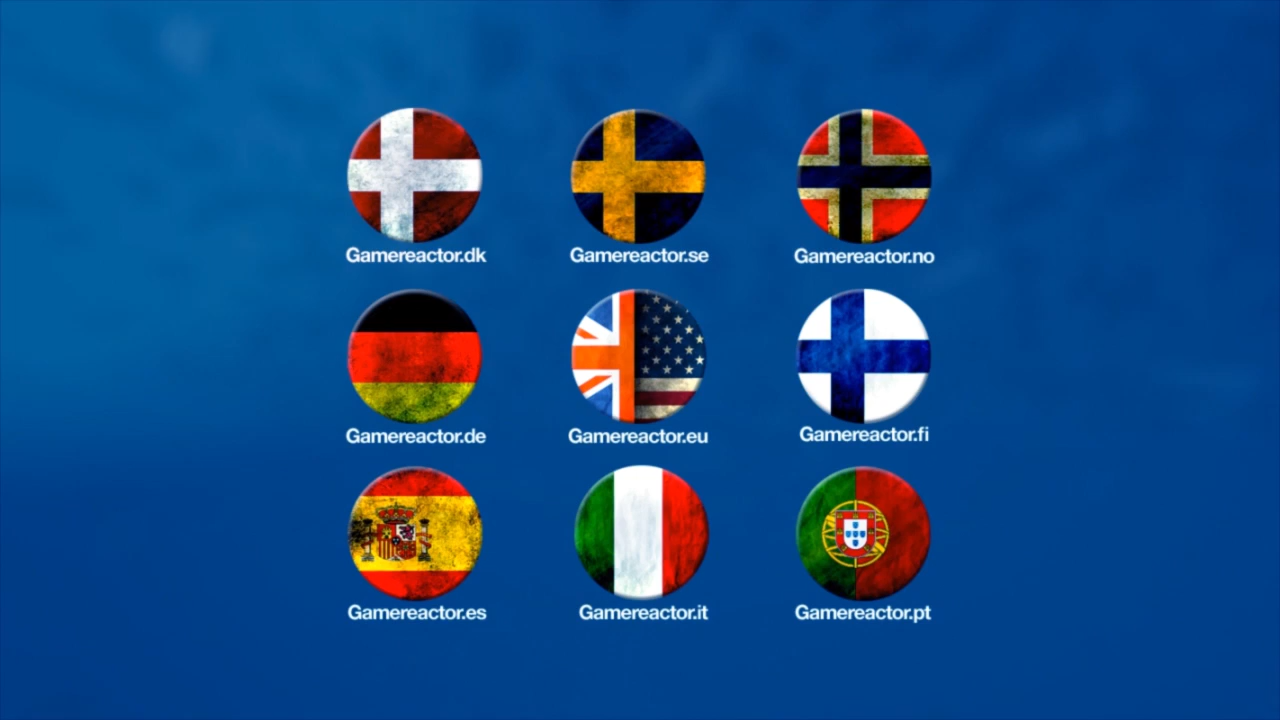 Gamereactor.dk
Gamereactor.se
Gamereactor.no
Gamereactor.de
Gamereactor.eu
Gamereactor.fi
Gamereactor.es
Gamereactor.it
Gamereactor.pt